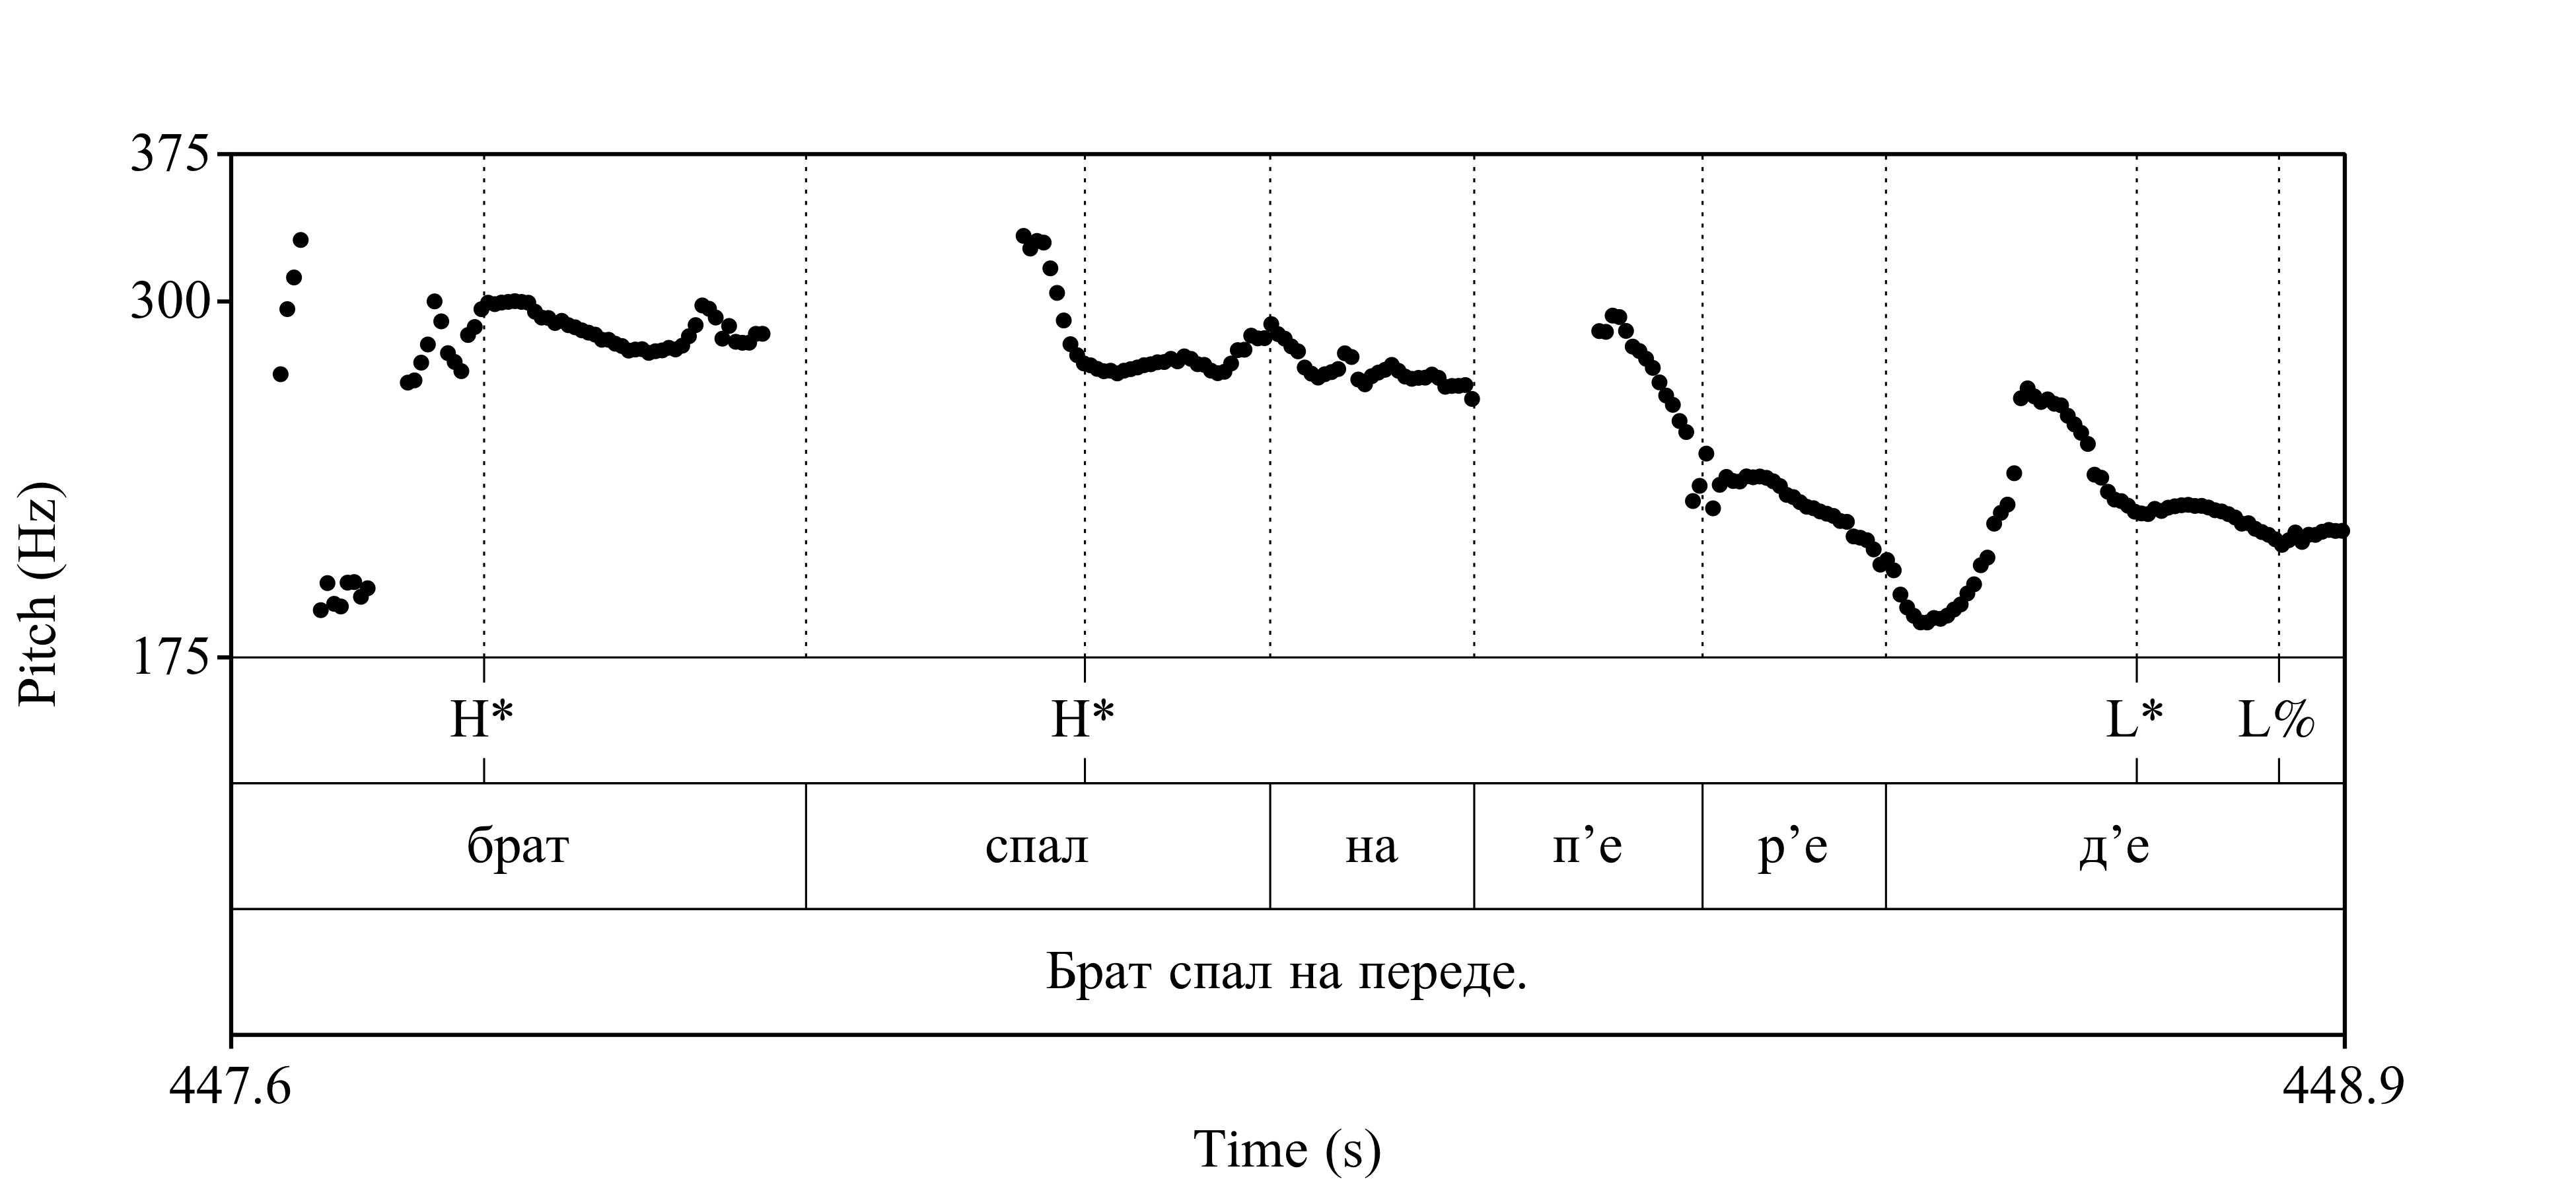 375
300
175
Pitch (Hz)
H* H* L* L%
брат спал на п’е р’е д’е
Брат спал на переде.
447.6 448.9
Time (s)